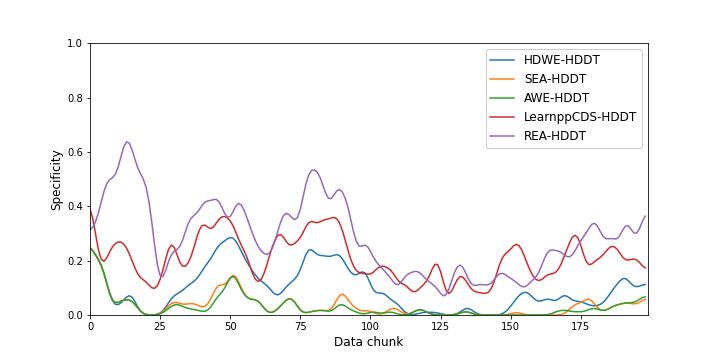 1.0
0.8
0.6
0.4
0.2
0.0
Specificity
0 25 50 75 100 125 150 175
Data chunk
HDWE-HDDT
SEA-HDDT
AWE-HDDT
LearnppCDS-HDDT
REA-HDDT